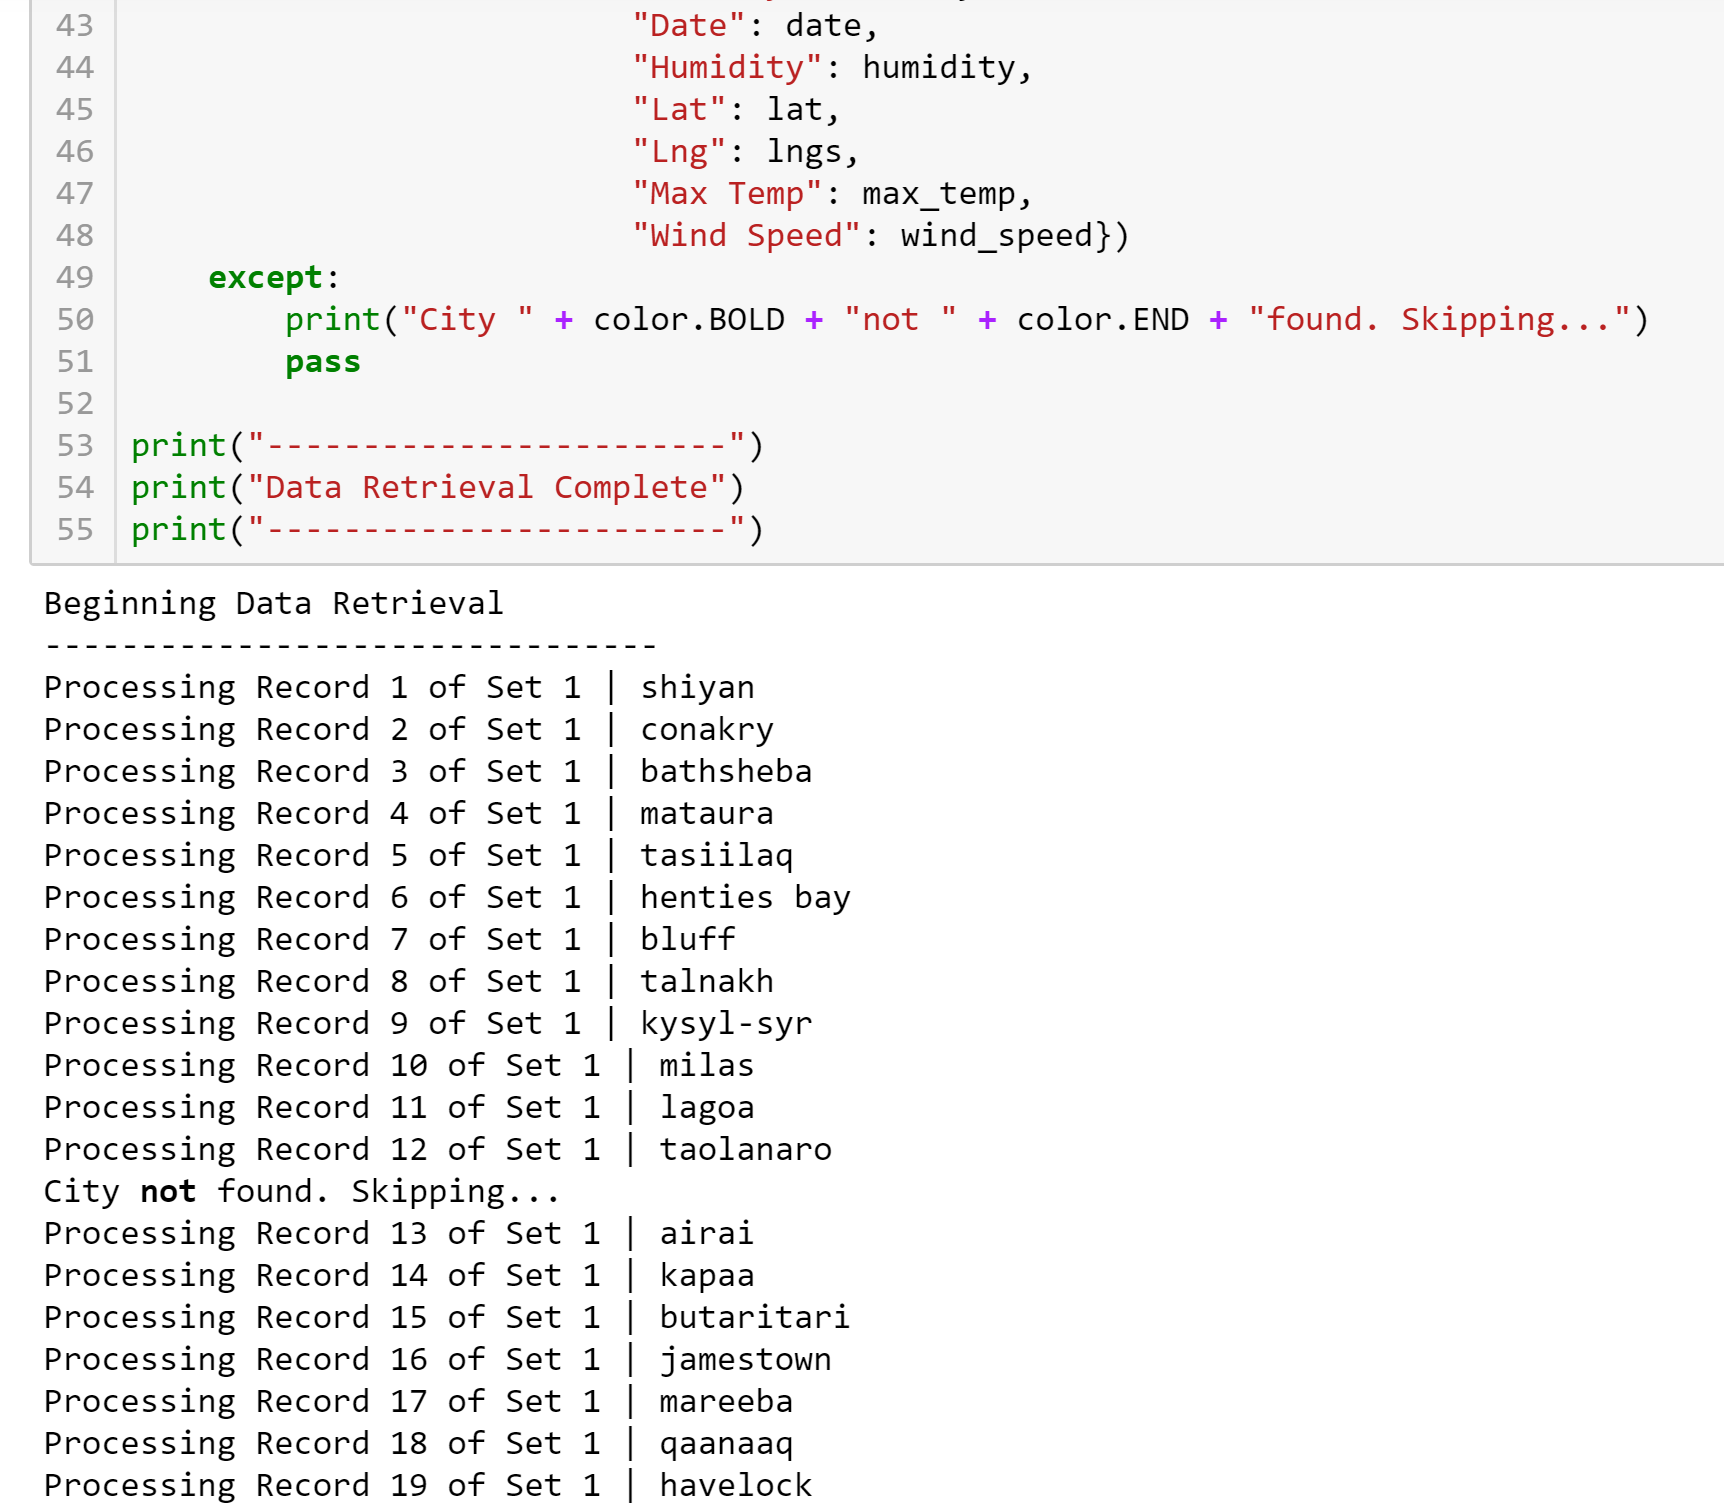 43 "Date": date,
44 "Humidity": humidity,
45 "Lat": lat,
46 "Lng": lngs,
47 "Max Temp": max_temp,
48 "Wind Speed": wind_speed})
49 except:
50 print("City " + color.BOLD + "not " + color.END + "found. Skipping...")
51 pass
52
53 print("------------------------")
54 print("Data Retrieval Complete")
55 print("------------------------")
Beginning Data Retrieval
--------------------------------
Processing Record 1 of Set 1 | shiyan
Processing Record 2 of Set 1 | conakry
Processing Record 3 of Set 1 | bathsheba
Processing Record 4 of Set 1 | mataura
Processing Record 5 of Set 1 | tasiilaq
Processing Record 6 of Set 1 | henties bay
Processing Record 7 of Set 1 | bluff
Processing Record 8 of Set 1 | talnakh
Processing Record 9 of Set 1 | kysyl-syr
Processing Record 10 of Set 1 | milas
Processing Record 11 of Set 1 | lagoa
Processing Record 12 of Set 1 | taolanaro
City not found. Skipping...
Processing Record 13 of Set 1 | airai
Processing Record 14 of Set 1 | kapaa
Processing Record 15 of Set 1 | butaritari
Processing Record 16 of Set 1 | jamestown
Processing Record 17 of Set 1 | mareeba
Processing Record 18 of Set 1 | qaanaaq
Processing Record 19 of Set 1 | havelock